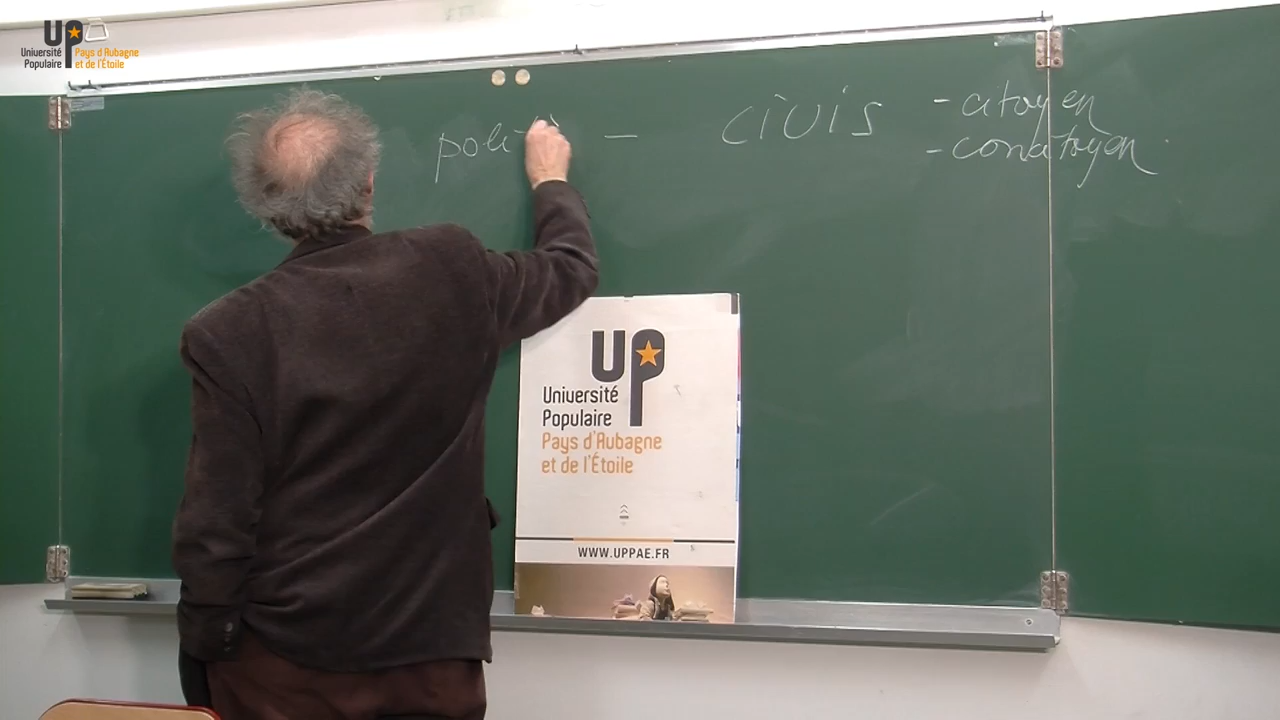 UP
Université
Populaire
Pays d'Aubagne
et de l'Étoile
civis
- citoyen
- concitoyen
UP
Université
Populaire
Pays d'Aubagne
et de l'Étoile
WWW.UPPAE.FR